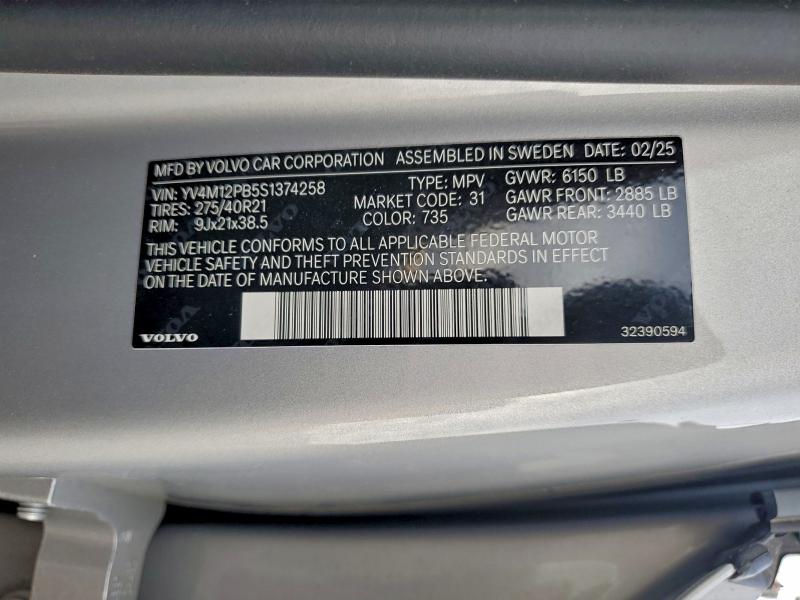 MFD BY VOLVO CAR CORPORATION ASSEMBLED IN SWEDEN DATE: 02/25
VIN: YV4M12PB5S1374258 TYPE: MPV GVWR: 6150 LB
TIRES: 275/40R21 MARKET CODE: 31 GAWR FRONT: 2885 LB
RIM: 9Jx21x38.5 COLOR: 735 GAWR REAR: 3440 LB
THIS VEHICLE CONFORMS TO ALL APPLICABLE FEDERAL MOTOR
VEHICLE SAFETY AND THEFT PREVENTION STANDARDS IN EFFECT
ON THE DATE OF MANUFACTURE SHOWN ABOVE.
VOLVO 32390594